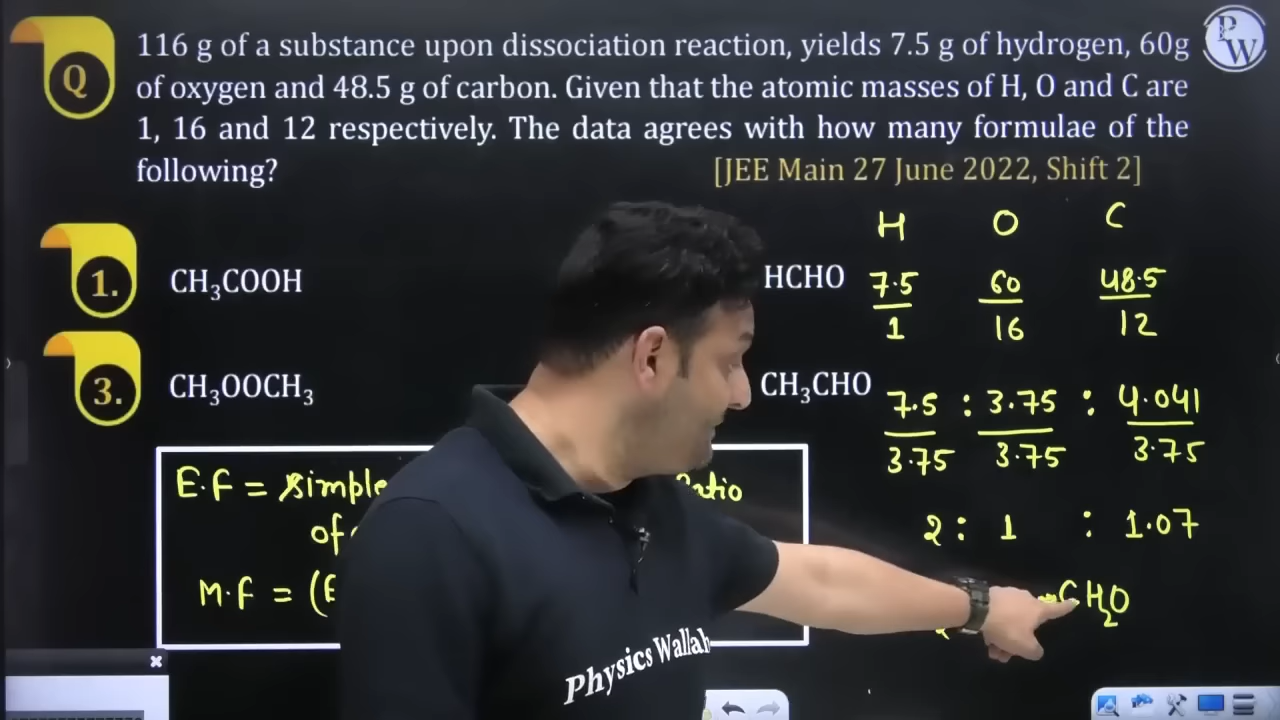 Q
116 g of a substance upon dissociation reaction, yields 7.5 g of hydrogen, 60g
of oxygen and 48.5 g of carbon. Given that the atomic masses of H, O and C are
1, 16 and 12 respectively. The data agrees with how many formulae of the
following?
[JEE Main 27 June 2022, Shift 2]
PW
1.
CH₃COOH
HCHO
3.
CH₃OOCH₃
CH₃CHO
H O C
7.5 60 48.5
1 16 12
7.5 : 3.75 : 4.041
3.75 3.75 3.75
2 : 1 : 1.07
CH₂O
E.F = Simple
of
M.F = (E
Physics Wallah